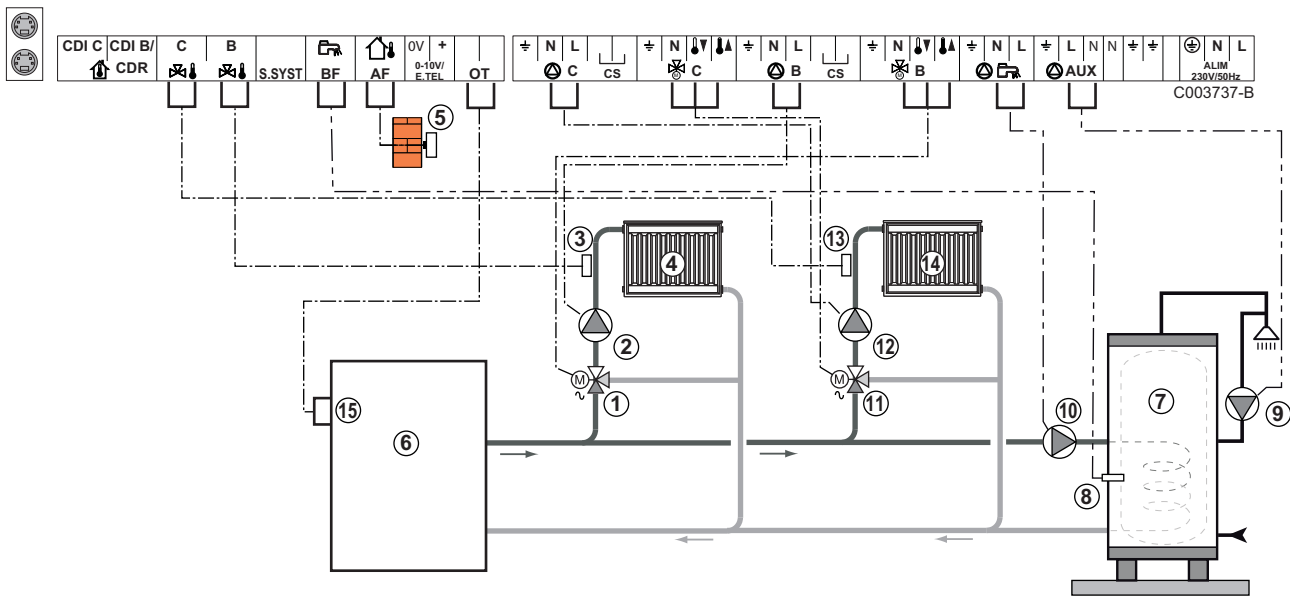 CDI C CDI B/ C B 0V +
CDR S.SYST BF AF 0-10V/ OT
E.TEL
N L N N L N N L L N N N L
C CS C B CS B AUX ALIM
M M 230V/50Hz
C003737-B
5
3 13
4 14
2 12
M M
1 11
10 7 9
15
6
8